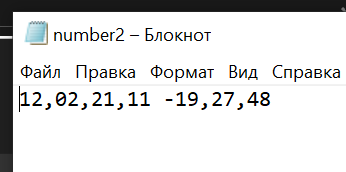 number2 – Блокнот
Файл Правка Формат Вид Справка
12,02,21,11 -19,27,48